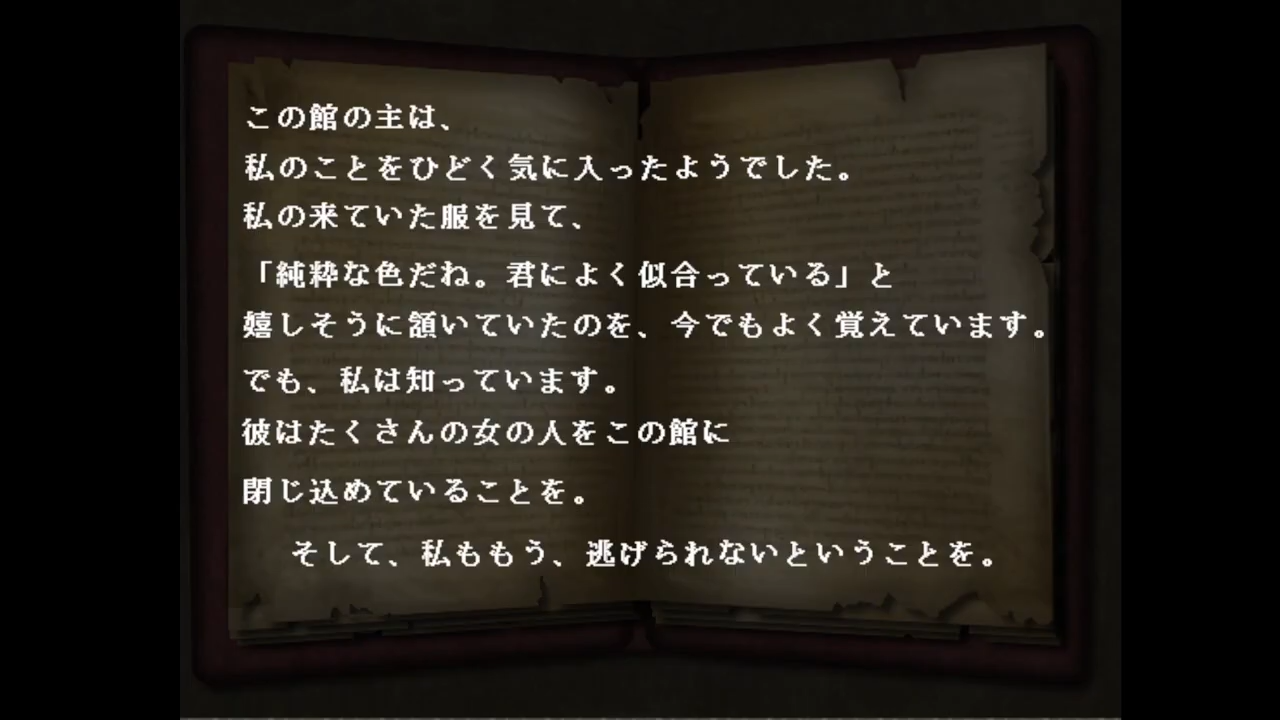 この館の主は、
私のことをひどく気に入ったようでした。
私の来ていた服を見て、
「純粋な色だね。君によく似合っている」と
嬉しそうに頷いていたのを、今でもよく覚えています。
でも、私は知っています。
彼はたくさんの女の人をこの館に
閉じ込めていることを。
そして、私ももう、逃げられないということを。